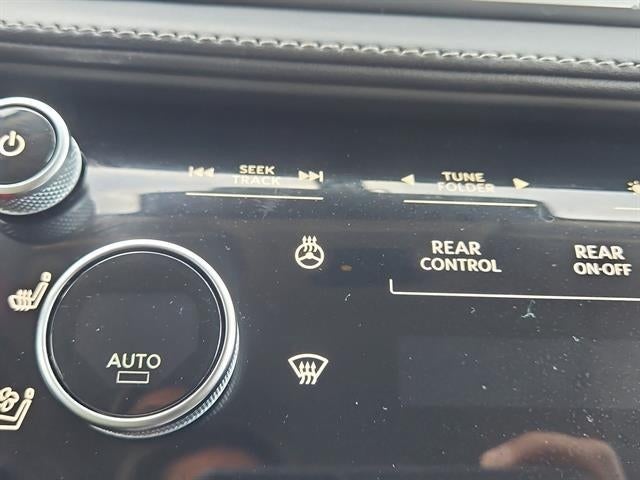 SEEK
TRACK
TUNE
FOLDER
REAR
CONTROL
REAR
ON-OFF
AUTO